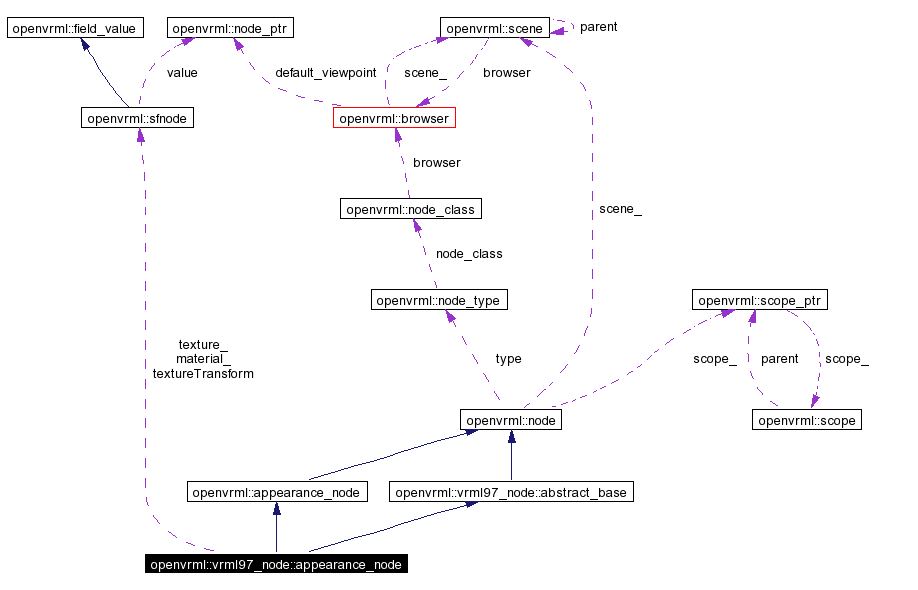 openvrml::field_value
openvrml::node_ptr
openvrml::scene
parent
value
default_viewpoint
scene_
browser
openvrml::sfnode
openvrml::browser
browser
openvrml::node_class
scene_
node_class
openvrml::node_type
openvrml::scope_ptr
texture_
material_
textureTransform
type
scope_
parent
scope_
openvrml::node
openvrml::scope
openvrml::appearance_node
openvrml::vrml97_node::abstract_base
openvrml::vrml97_node::appearance_node